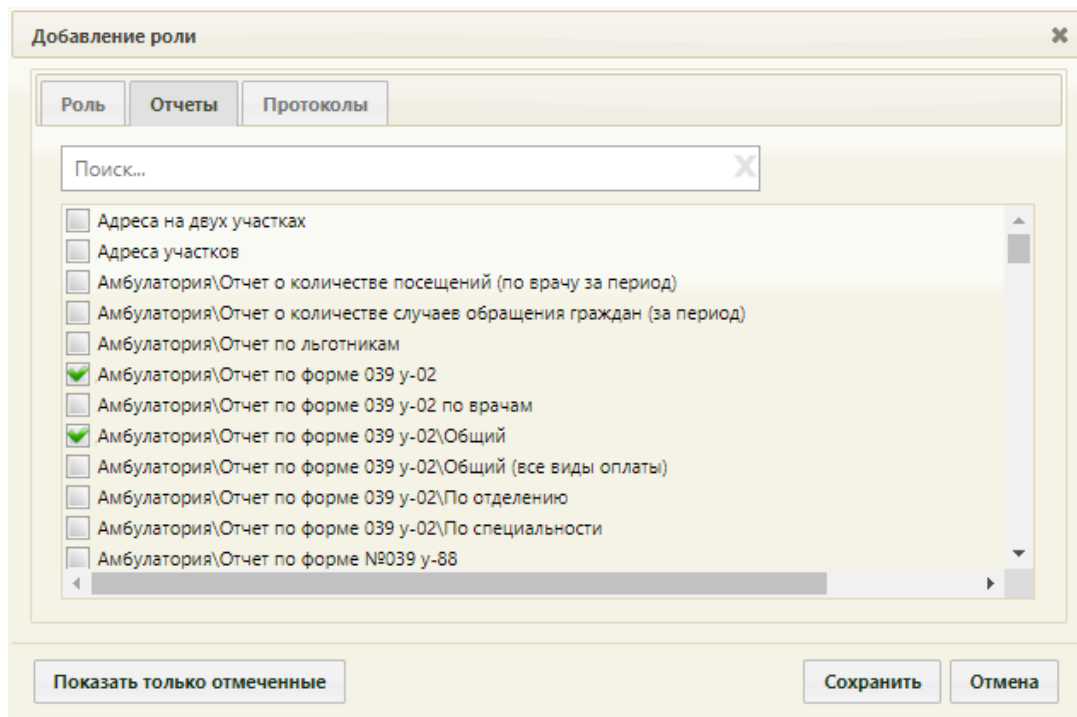 Добавление роли
Роль Отчеты Протоколы
Поиск...
Адреса на двух участках
Адреса участков
Амбулатория\Отчет о количестве посещений (по врачу за период)
Амбулатория\Отчет о количестве случаев обращения граждан (за период)
Амбулатория\Отчет по льготникам
Амбулатория\Отчет по форме 039 у-02
Амбулатория\Отчет по форме 039 у-02 по врачам
Амбулатория\Отчет по форме 039 у-02\Общий
Амбулатория\Отчет по форме 039 у-02\Общий (все виды оплаты)
Амбулатория\Отчет по форме 039 у-02\По отделению
Амбулатория\Отчет по форме 039 у-02\По специальности
Амбулатория\Отчет по форме №039 у-88
Показать только отмеченные Сохранить Отмена